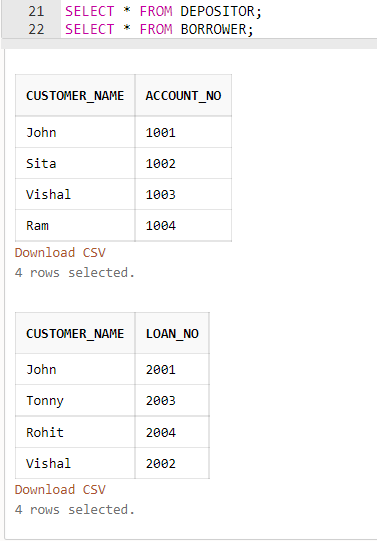 21 SELECT * FROM DEPOSITOR;
22 SELECT * FROM BORROWER;
CUSTOMER_NAME ACCOUNT_NO
John 1001
Sita 1002
Vishal 1003
Ram 1004
Download CSV
4 rows selected.
CUSTOMER_NAME LOAN_NO
John 2001
Tonny 2003
Rohit 2004
Vishal 2002
Download CSV
4 rows selected.